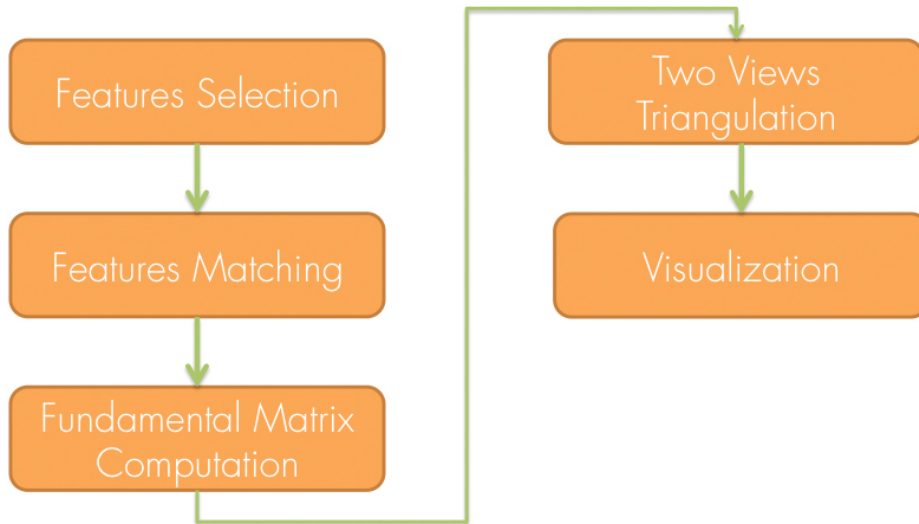 Features Selection
Features Matching
Fundamental Matrix
Computation
Two Views
Triangulation
Visualization